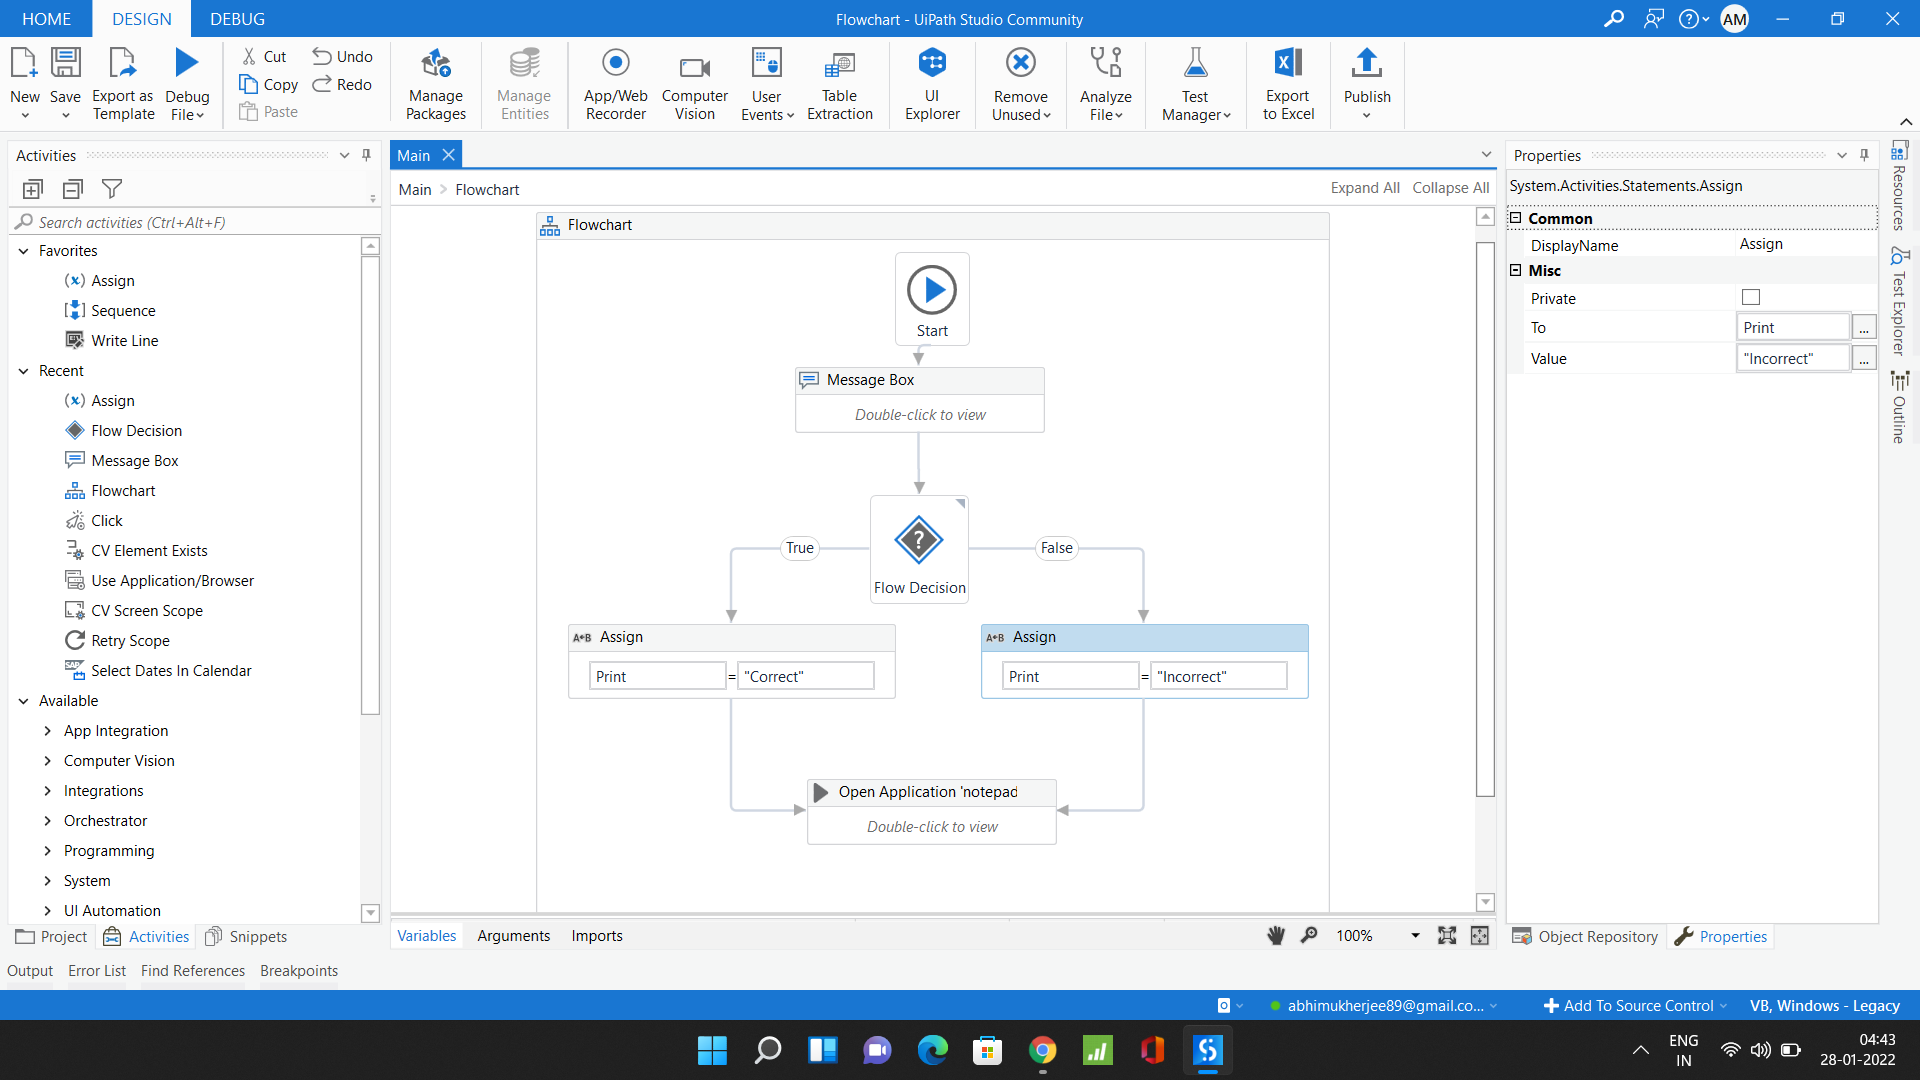 HOME DESIGN DEBUG
Flowchart - UiPath Studio Community
AM
New
Save
Export as
Template
Debug
File
Cut
Copy
Paste
Undo
Redo
Manage
Packages
Manage
Entities
App/Web
Recorder
Computer
Vision
User
Events
Table
Extraction
UI
Explorer
Remove
Unused
Analyze
File
Test
Manager
Export
to Excel
Publish
Activities
Search activities (Ctrl+Alt+F)
Favorites
Assign
Sequence
Write Line
Recent
Assign
Flow Decision
Message Box
Flowchart
Click
CV Element Exists
Use Application/Browser
CV Screen Scope
Retry Scope
Select Dates In Calendar
Available
App Integration
Computer Vision
Integrations
Orchestrator
Programming
System
UI Automation
Project Activities Snippets
Main
Main > Flowchart
Expand All Collapse All
Flowchart
Start
Message Box
Double-click to view
True
False
Flow Decision
A+B Assign
Print = "Correct"
A+B Assign
Print = "Incorrect"
Open Application 'notepad
Double-click to view
Variables Arguments Imports
100%
Properties
System.Activities.Statements.Assign
Common
DisplayName Assign
Misc
Private
To Print ...
Value "Incorrect" ...
Object Repository Properties
Resources
Test Explorer
Outline
Output Error List Find References Breakpoints
abhimukherjee89@gmail.co...
Add To Source Control
VB, Windows - Legacy
ENG
IN
04:43
28-01-2022